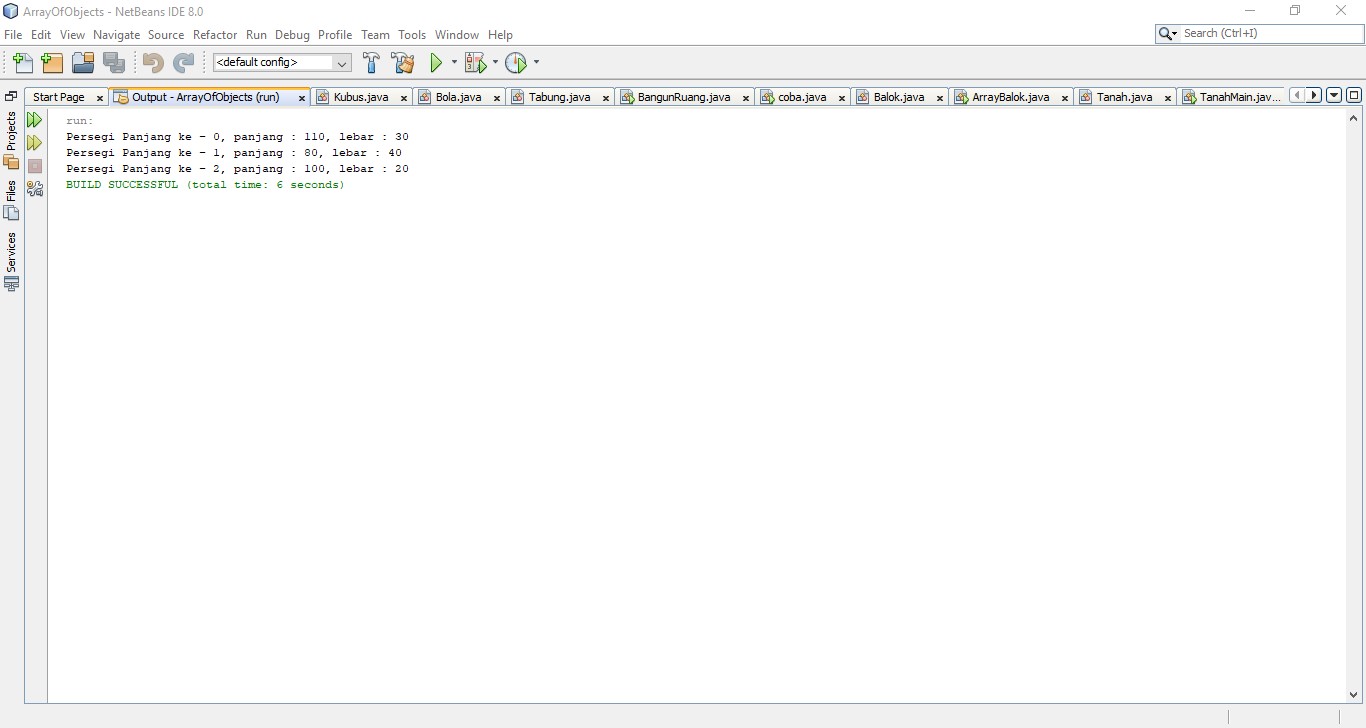 ArrayOfObjects - NetBeans IDE 8.0
File Edit View Navigate Source Refactor Run Debug Profile Team Tools Window Help
Search (Ctrl+I)
<default config>
Start Page Output - ArrayOfObjects (run) Kubus.java Bola.java Tabung.java BangunRuang.java coba.java Balok.java ArrayBalok.java Tanah.java TanahMain.jav...
Projects
Files
Services
run:
Persegi Panjang ke - 0, panjang : 110, lebar : 30
Persegi Panjang ke - 1, panjang : 80, lebar : 40
Persegi Panjang ke - 2, panjang : 100, lebar : 20
BUILD SUCCESSFUL (total time: 6 seconds)